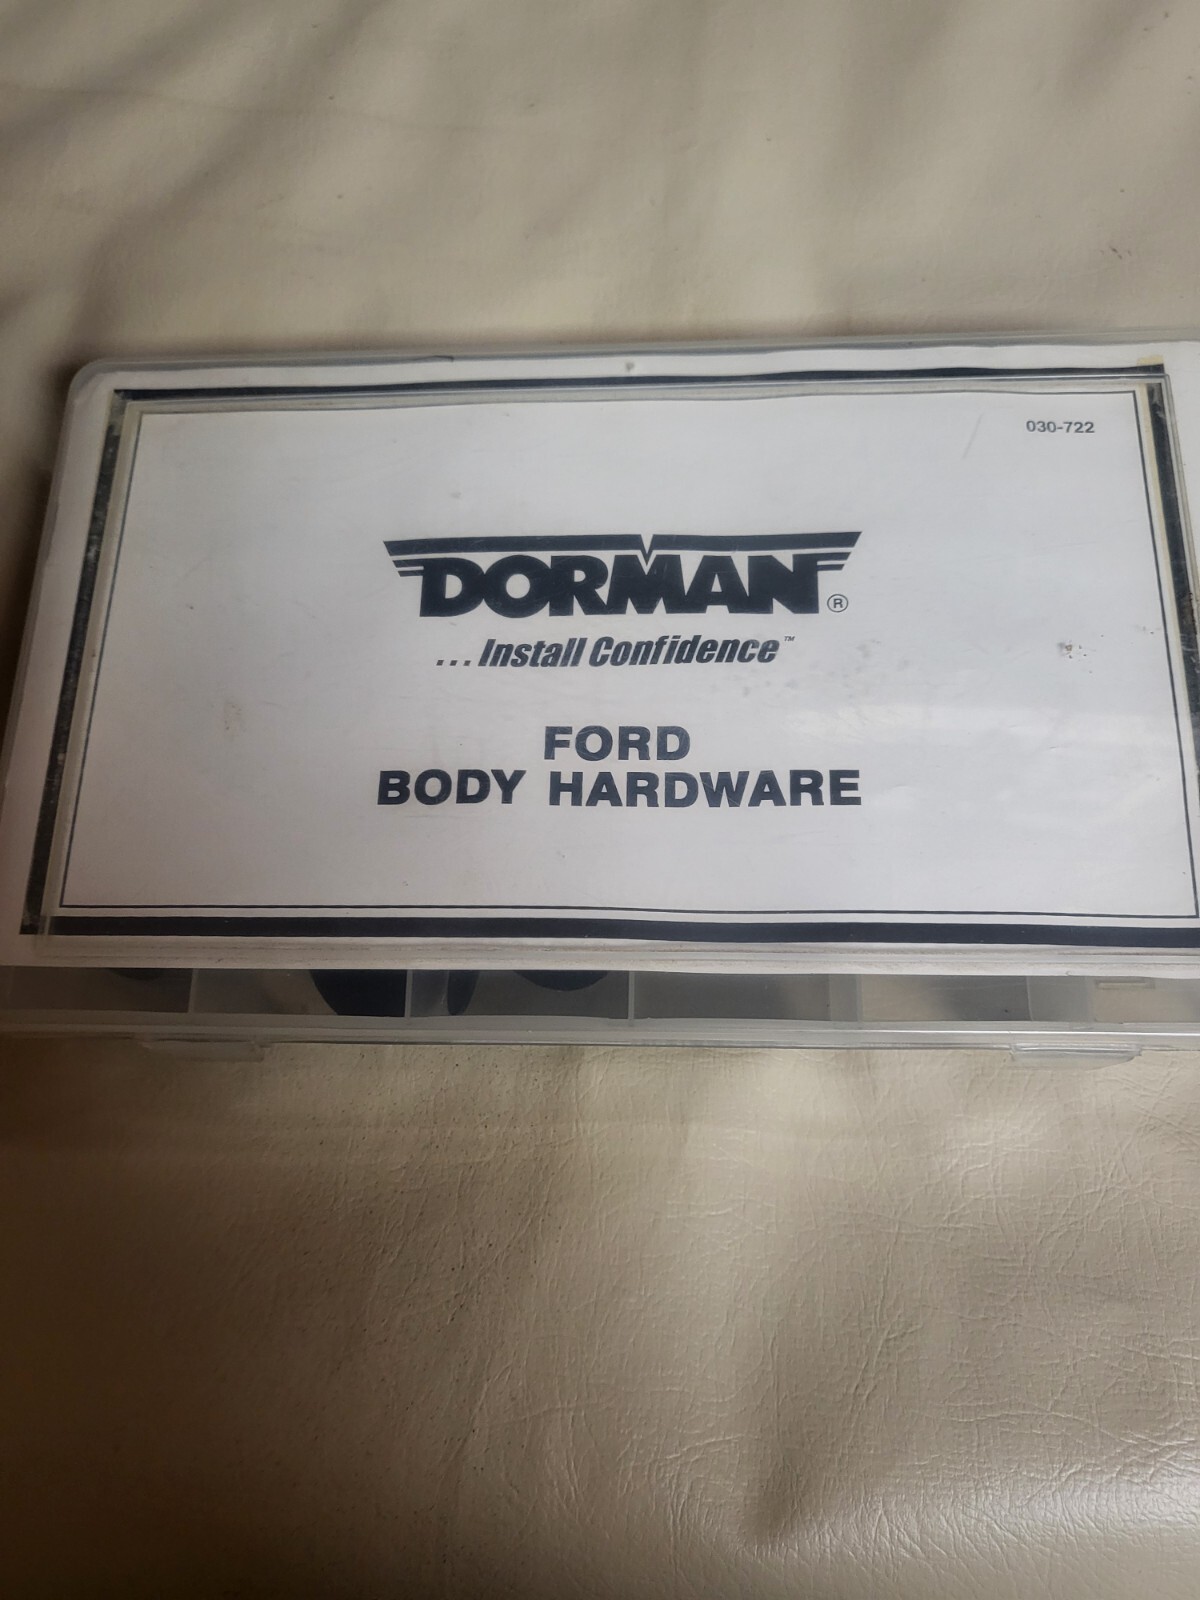 030-722
DORMAN®
...Install Confidence™
FORD
BODY HARDWARE